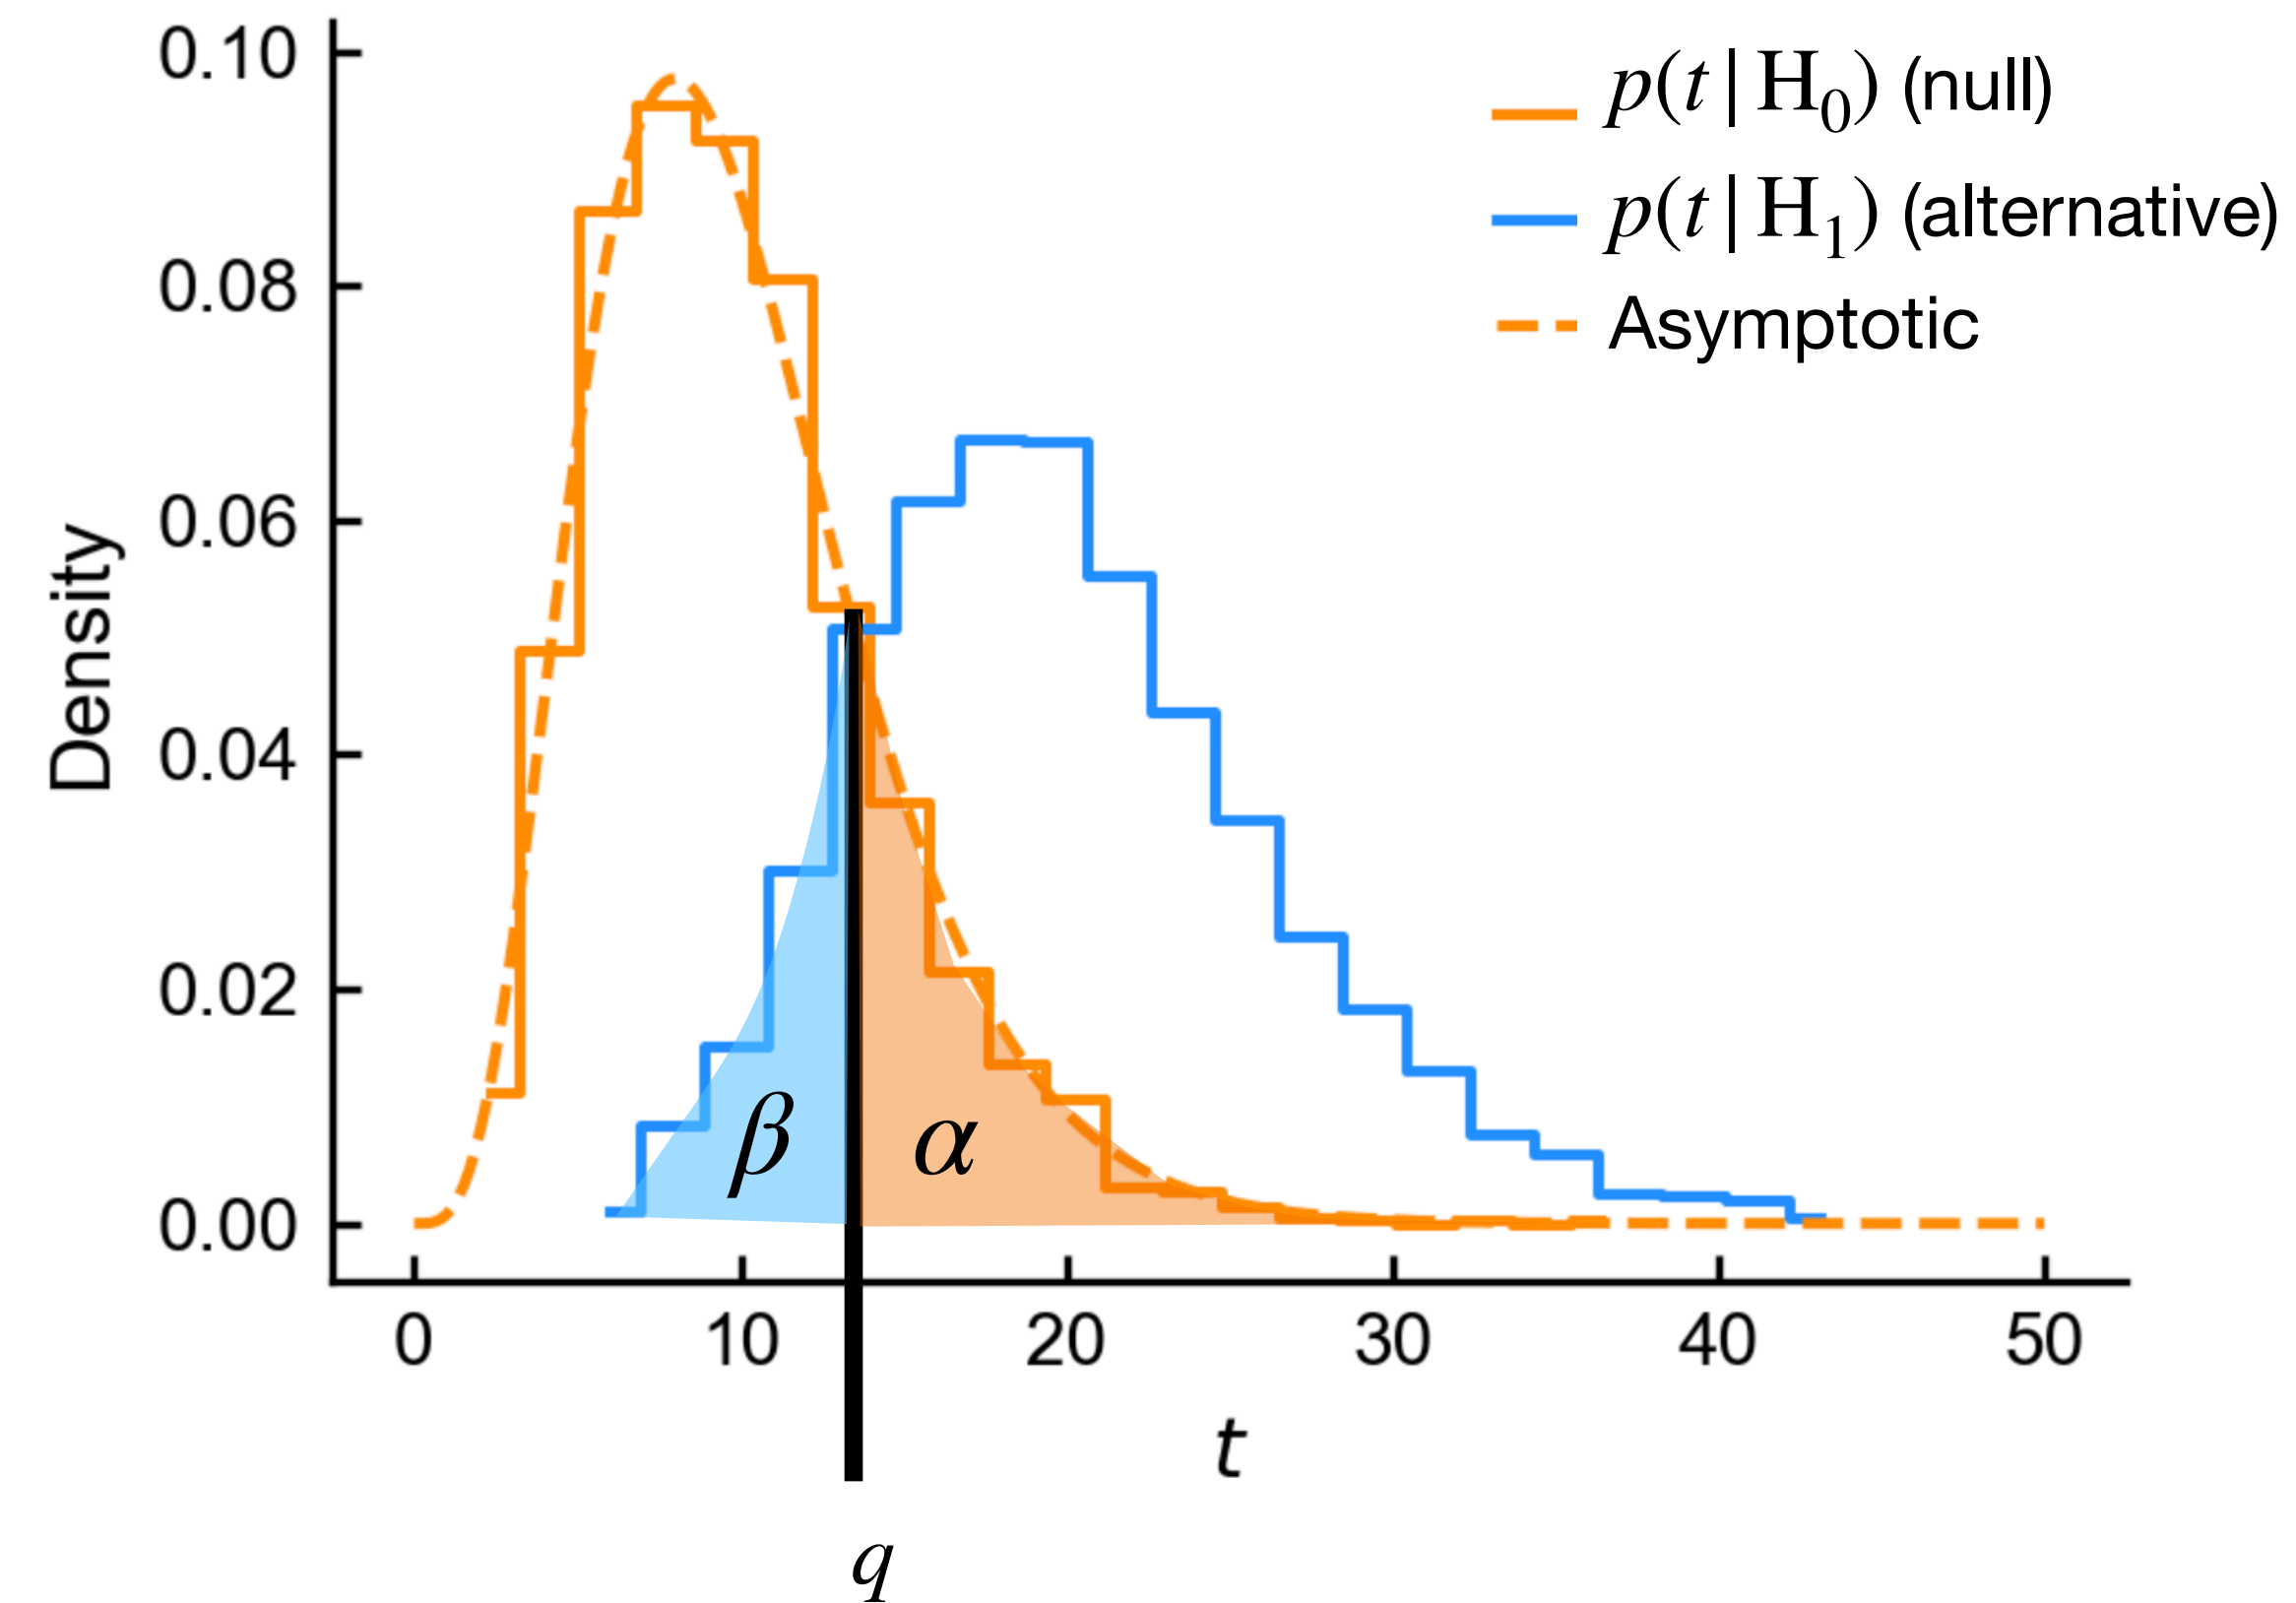 0.10
0.08
0.06
0.04
0.02
0.00
Density
p(t | H₀) (null)
p(t | H₁) (alternative)
Asymptotic
β
α
0 10 20 30 40 50
t
q